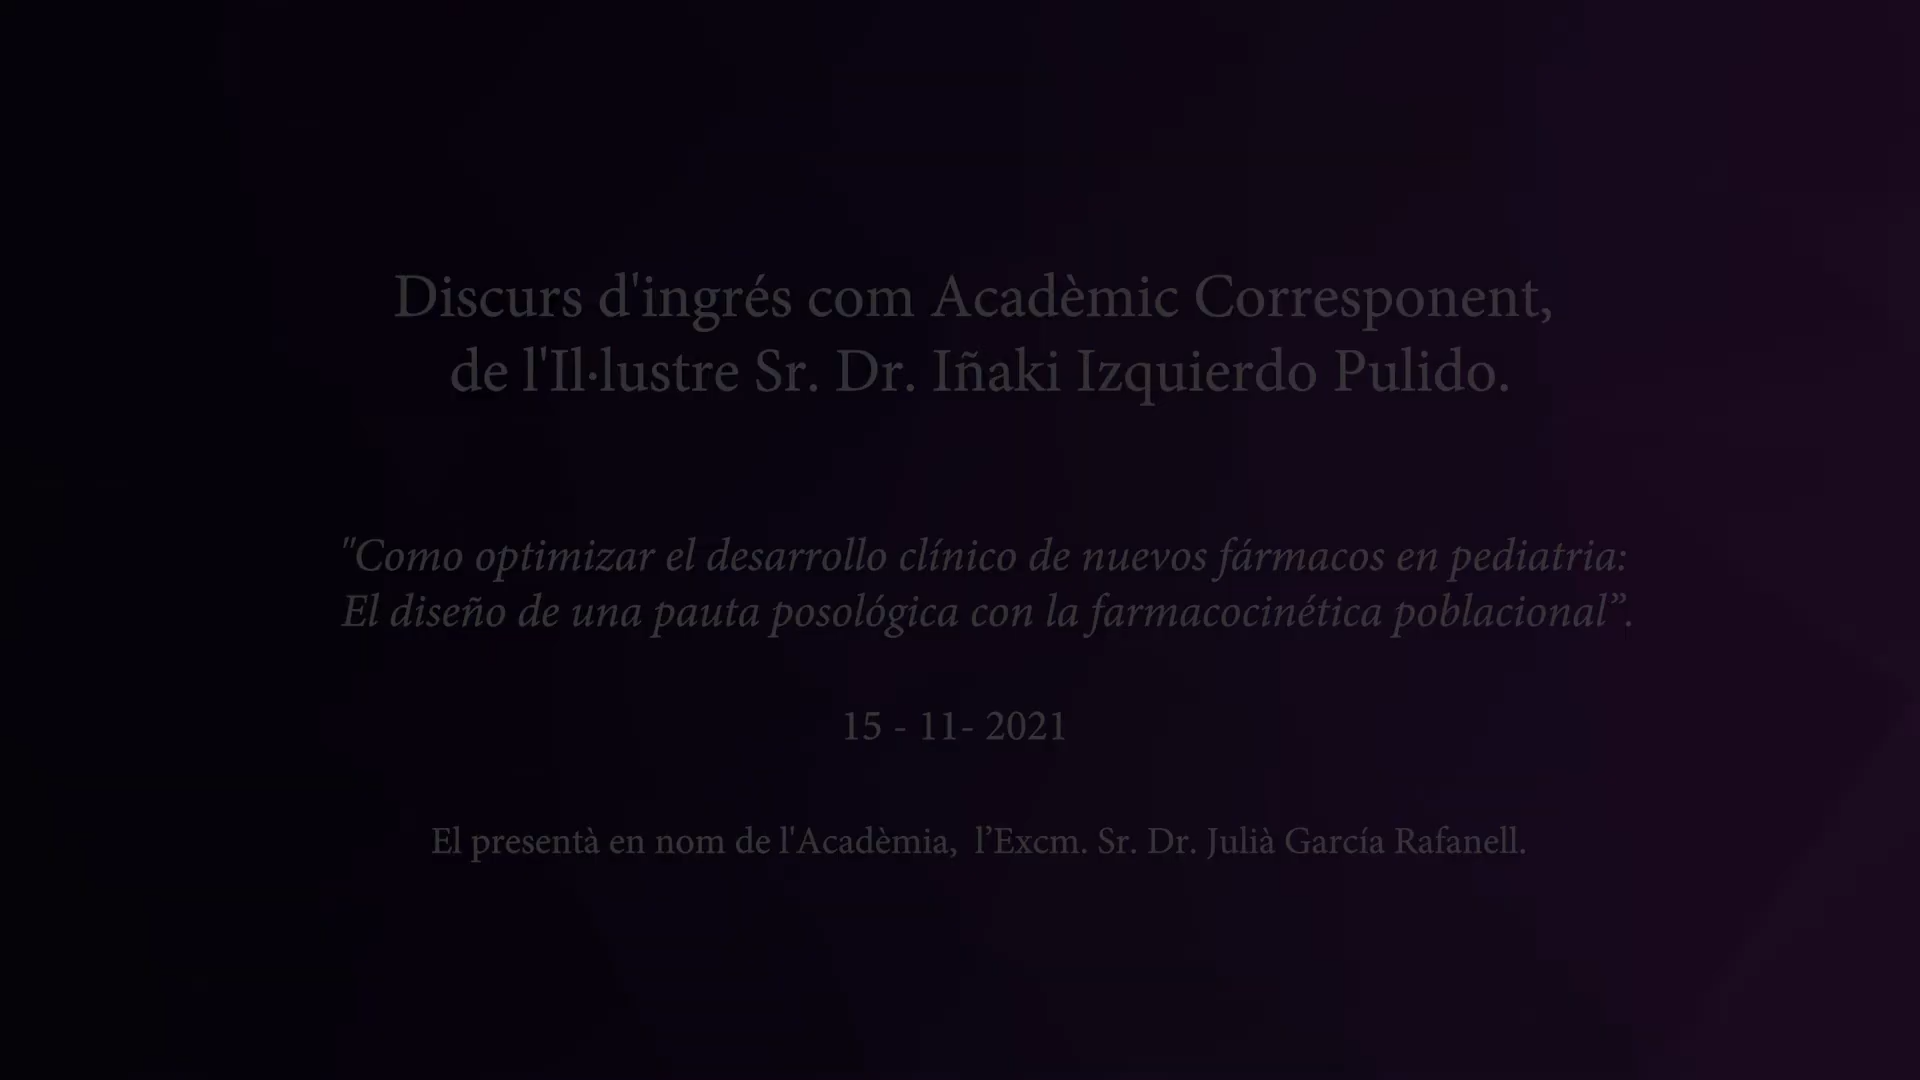 Discurs d'ingrés com Acadèmic Corresponent,
de l'Il·lustre Sr. Dr. Iñaki Izquierdo Pulido.
"Como optimizar el desarrollo clínico de nuevos fármacos en pediatria:
El diseño de una pauta posológica con la farmacocinética poblacional”.
15 - 11- 2021
El presentà en nom de l'Acadèmia,  l’Excm. Sr. Dr. Julià García Rafanell.